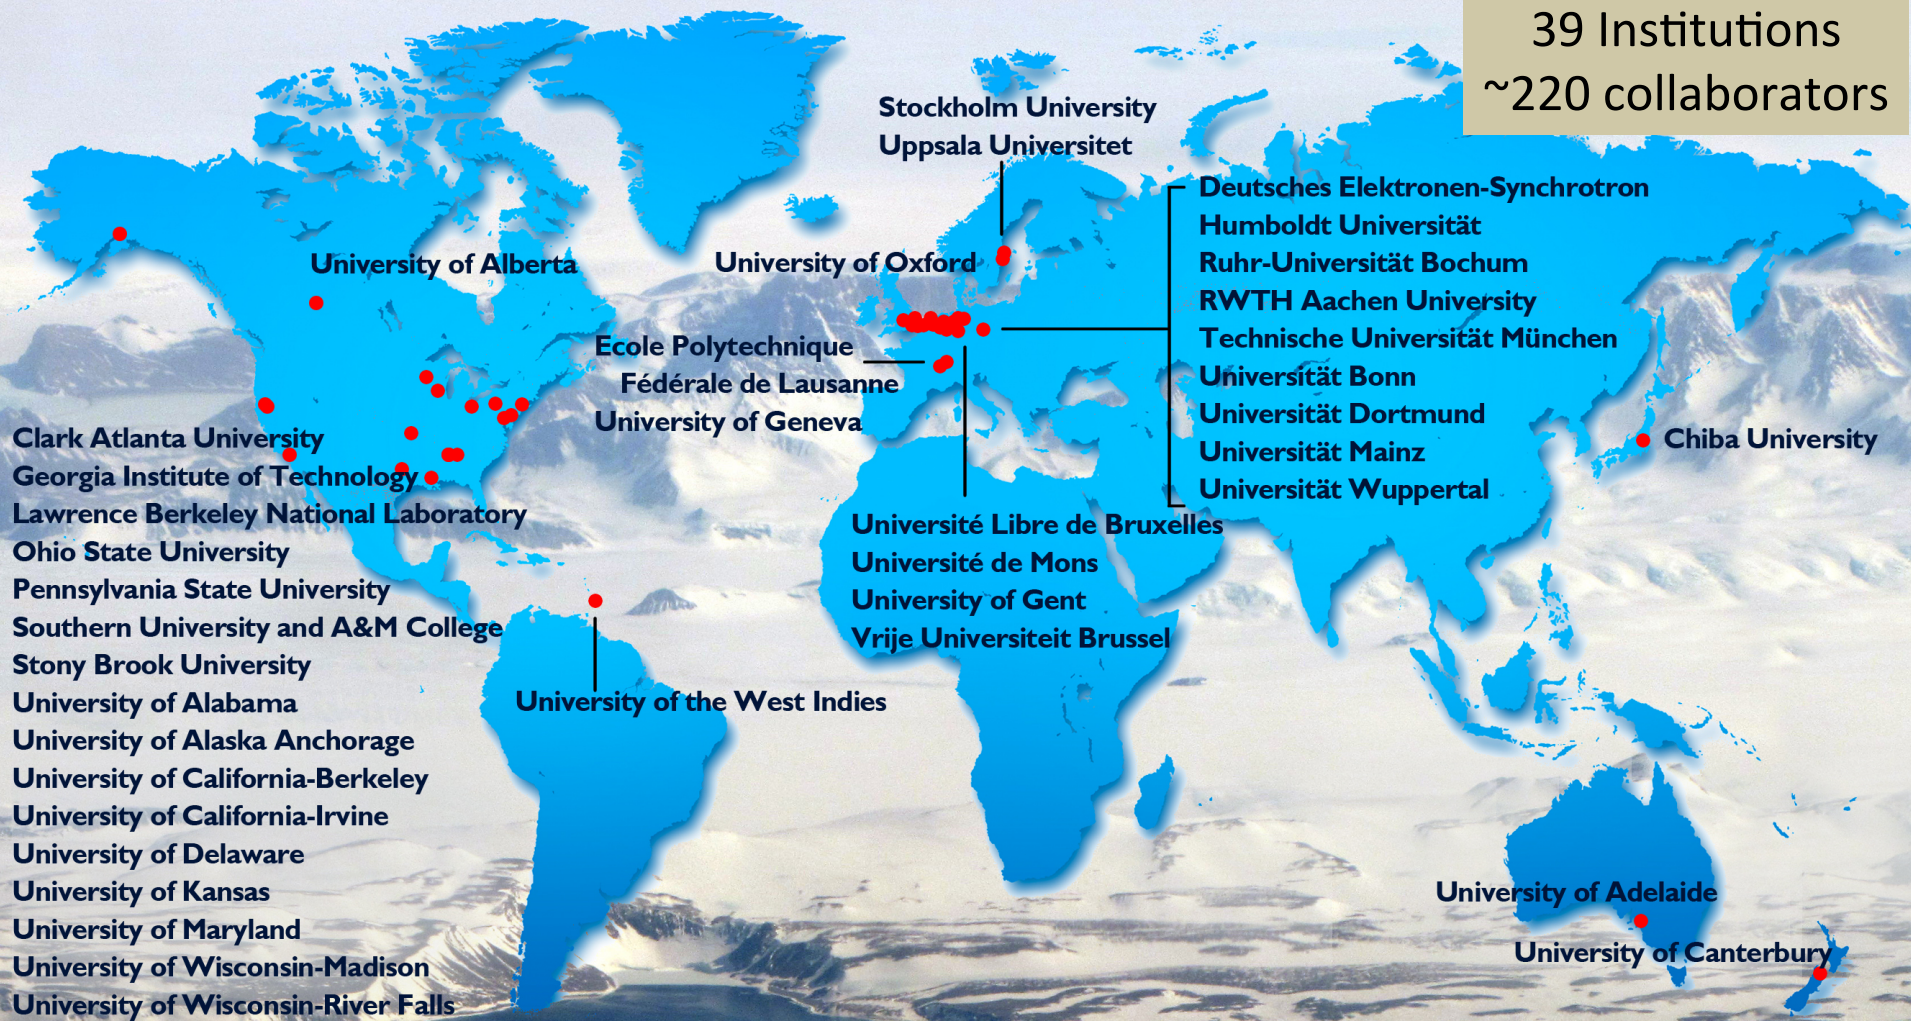 39 Institutions
~220 collaborators
Stockholm University
Uppsala Universitet
Deutsches Elektronen-Synchrotron
Humboldt Universität
Ruhr-Universität Bochum
RWTH Aachen University
Technische Universität München
Universität Bonn
Universität Dortmund
Universität Mainz
Universität Wuppertal
University of Alberta
University of Oxford
Ecole Polytechnique
Fédérale de Lausanne
University of Geneva
Chiba University
Clark Atlanta University
Georgia Institute of Technology
Lawrence Berkeley National Laboratory
Ohio State University
Pennsylvania State University
Southern University and A&M College
Stony Brook University
University of Alabama
University of Alaska Anchorage
University of California-Berkeley
University of California-Irvine
University of Delaware
University of Kansas
University of Maryland
University of Wisconsin-Madison
University of Wisconsin-River Falls
Université Libre de Bruxelles
Université de Mons
University of Gent
Vrije Universiteit Brussel
University of the West Indies
University of Adelaide
University of Canterbury